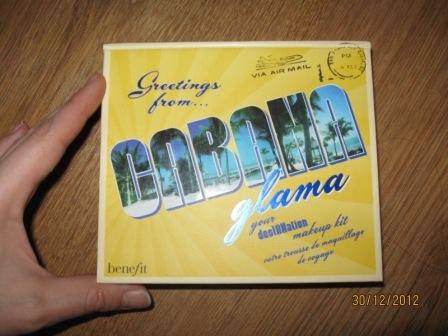 Greetings
from...
VIA AIR MAIL
PM
CABANA
glama
your
destINation
makeup kit
votre trousse de maquillage
de voyage
benefit
30/12/2012